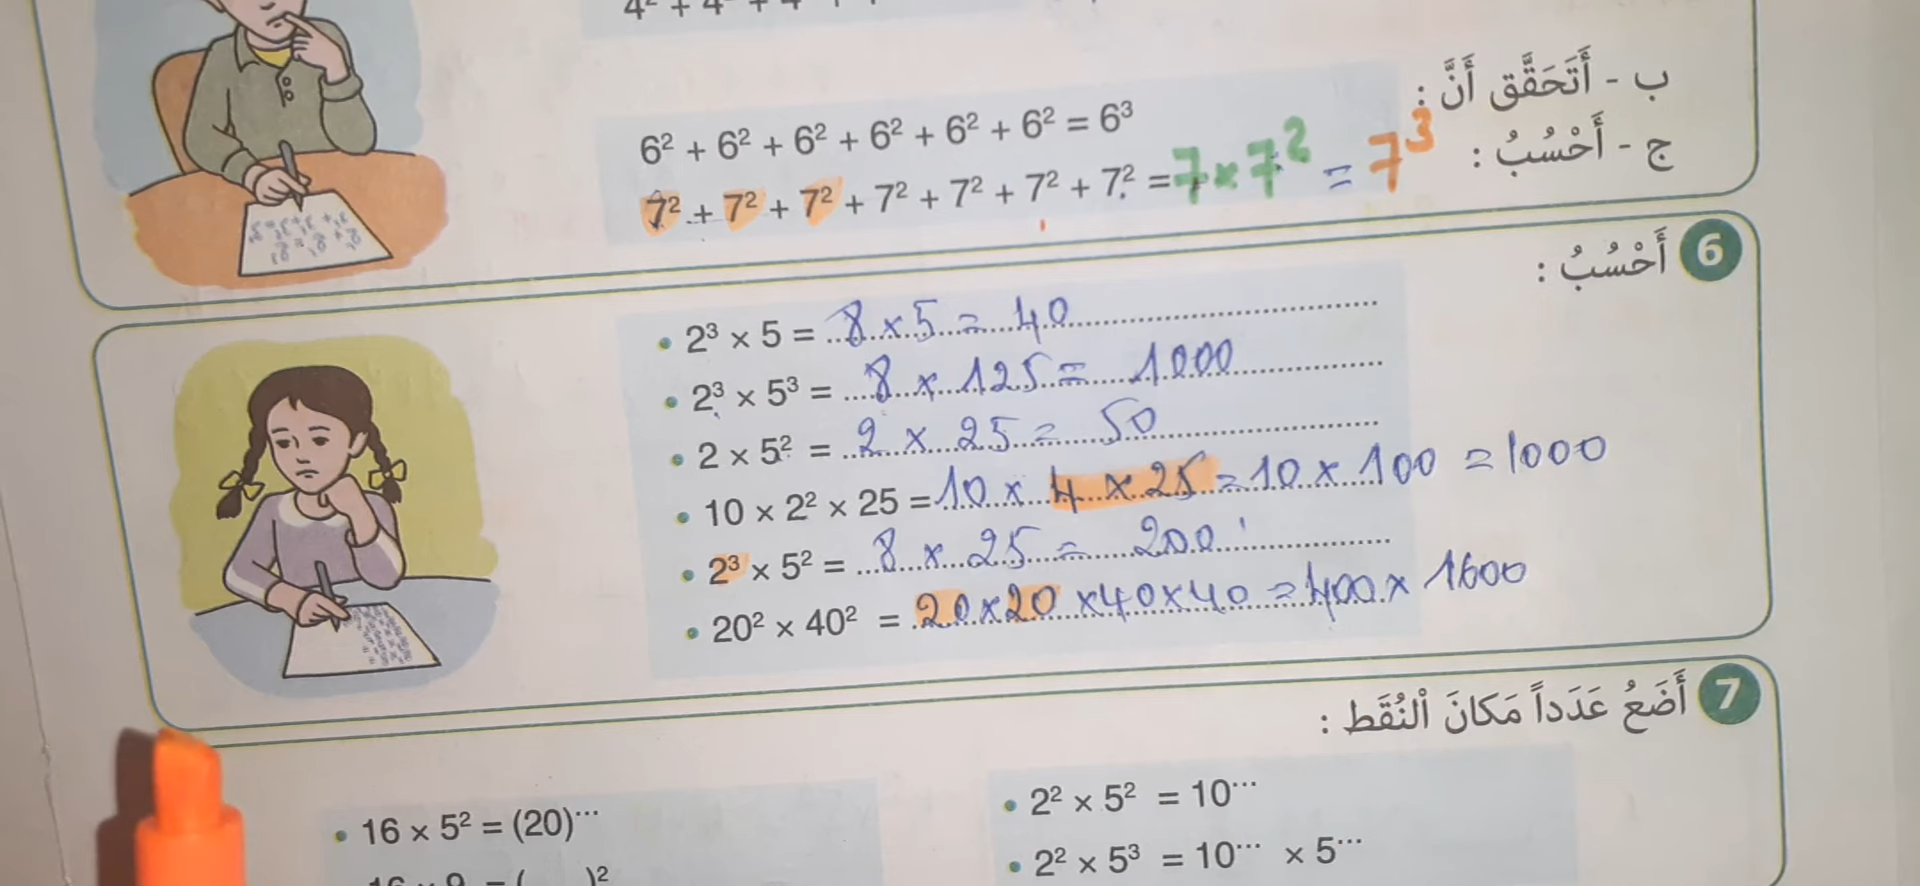 ب - أَتَحَقَّق أَنَّ :
6² + 6² + 6² + 6² + 6² + 6² = 6³
ج - أَحْسُبُ :
7² + 7² + 7² + 7² + 7² + 7² + 7² = 7 × 7² = 7³
6 أَحْسُبُ :
• 2³ × 5 = 8 × 5 = 40
• 2³ × 5³ = 8 × 125 = 1000
• 2 × 5² = 2 × 25 = 50
• 10 × 2² × 25 = 10 × 4 × 25 = 10 × 100 = 1000
• 2³ × 5² = 8 × 25 = 200
• 20² × 40² = 20×20 ×40×40 = 400 × 1600
7 أَضَعُ عَدَداً مَكانَ ٱلنُقَط :
• 16 × 5² = (20)...
• 2² × 5² = 10...
• 2² × 5³ = 10... × 5...